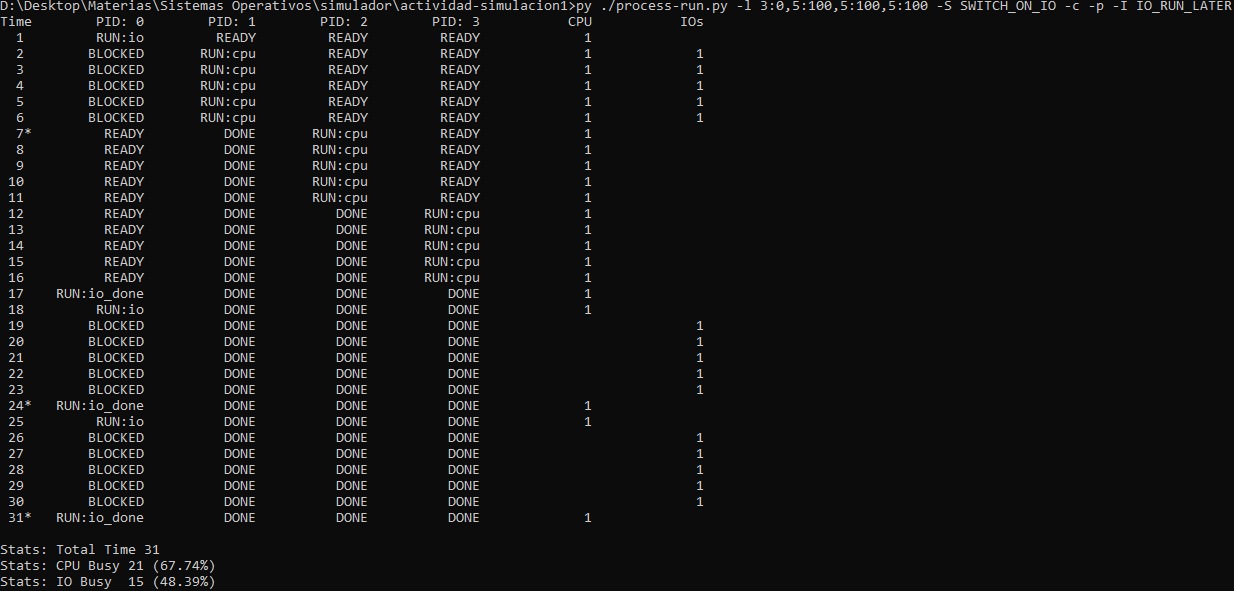 D:\Desktop\Materias\Sistemas Operativos\simulador\actividad-simulacion1>py ./process-run.py -l 3:0,5:100,5:100,5:100 -S SWITCH_ON_IO -c -p -I IO_RUN_LATER
Time PID: 0 PID: 1 PID: 2 PID: 3 CPU IOs
1 RUN:io READY READY READY 1
2 BLOCKED RUN:cpu READY READY 1 1
3 BLOCKED RUN:cpu READY READY 1 1
4 BLOCKED RUN:cpu READY READY 1 1
5 BLOCKED RUN:cpu READY READY 1 1
6 BLOCKED RUN:cpu READY READY 1 1
7* READY DONE RUN:cpu READY 1
8 READY DONE RUN:cpu READY 1
9 READY DONE RUN:cpu READY 1
10 READY DONE RUN:cpu READY 1
11 READY DONE RUN:cpu READY 1
12 READY DONE DONE RUN:cpu 1
13 READY DONE DONE RUN:cpu 1
14 READY DONE DONE RUN:cpu 1
15 READY DONE DONE RUN:cpu 1
16 READY DONE DONE RUN:cpu 1
17 RUN:io_done DONE DONE DONE 1
18 RUN:io DONE DONE DONE 1
19 BLOCKED DONE DONE DONE 1
20 BLOCKED DONE DONE DONE 1
21 BLOCKED DONE DONE DONE 1
22 BLOCKED DONE DONE DONE 1
23 BLOCKED DONE DONE DONE 1
24* RUN:io_done DONE DONE DONE 1
25 RUN:io DONE DONE DONE 1
26 BLOCKED DONE DONE DONE 1
27 BLOCKED DONE DONE DONE 1
28 BLOCKED DONE DONE DONE 1
29 BLOCKED DONE DONE DONE 1
30 BLOCKED DONE DONE DONE 1
31* RUN:io_done DONE DONE DONE 1
Stats: Total Time 31
Stats: CPU Busy 21 (67.74%)
Stats: IO Busy 15 (48.39%)